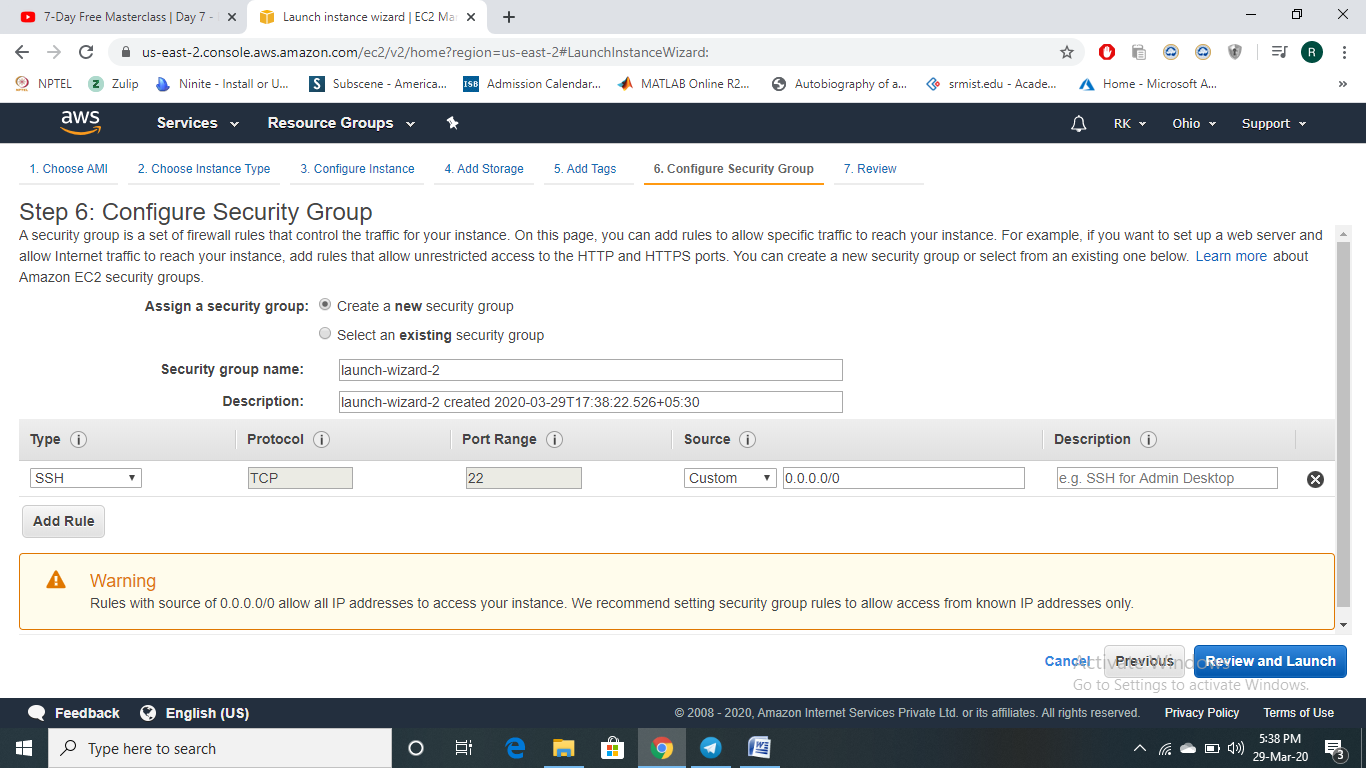 7-Day Free Masterclass | Day 7 -
Launch instance wizard | EC2 Ma
us-east-2.console.aws.amazon.com/ec2/v2/home?region=us-east-2#LaunchInstanceWizard:
R
NPTEL
Zulip
Ninite - Install or U...
Subscene - America...
Admission Calendar...
MATLAB Online R2...
Autobiography of a...
srmist.edu - Acade...
Home - Microsoft A...
»
aws
Services
Resource Groups
RK
Ohio
Support
1. Choose AMI
2. Choose Instance Type
3. Configure Instance
4. Add Storage
5. Add Tags
6. Configure Security Group
7. Review
Step 6: Configure Security Group
A security group is a set of firewall rules that control the traffic for your instance. On this page, you can add rules to allow specific traffic to reach your instance. For example, if you want to set up a web server and
allow Internet traffic to reach your instance, add rules that allow unrestricted access to the HTTP and HTTPS ports. You can create a new security group or select from an existing one below. Learn more about
Amazon EC2 security groups.
Assign a security group:
Create a new security group
Select an existing security group
Security group name:
launch-wizard-2
Description:
launch-wizard-2 created 2020-03-29T17:38:22.526+05:30
Type
Protocol
Port Range
Source
Description
SSH
TCP
22
Custom
0.0.0.0/0
e.g. SSH for Admin Desktop
Add Rule
Warning
Rules with source of 0.0.0.0/0 allow all IP addresses to access your instance. We recommend setting security group rules to allow access from known IP addresses only.
Cancel
Previous
Review and Launch
Activate Windows
Go to Settings to activate Windows.
Feedback
English (US)
© 2008 - 2020, Amazon Internet Services Private Ltd. or its affiliates. All rights reserved.
Privacy Policy
Terms of Use
Type here to search
5:38 PM
29-Mar-20
3